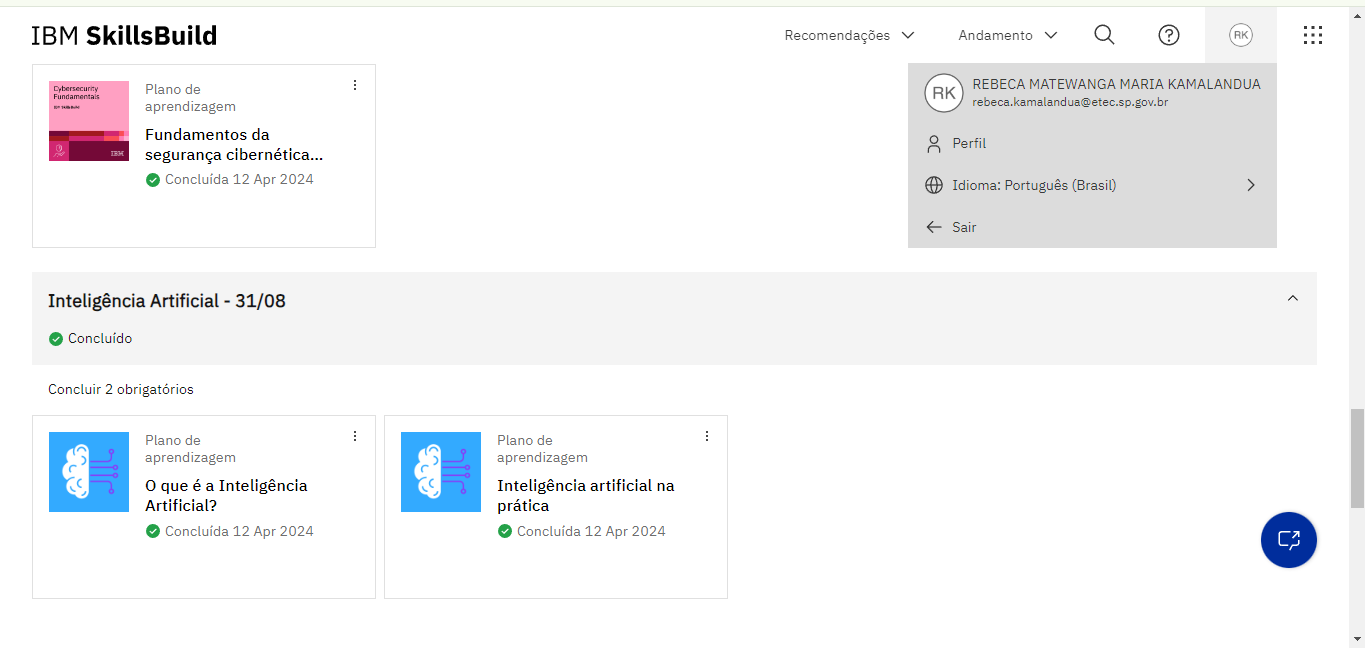 IBM SkillsBuild
Recomendações
Andamento
RK
Cybersecurity
Fundamentals
IBM SkillsBuild
IBM
Plano de
aprendizagem
Fundamentos da
segurança cibernética...
Concluída 12 Apr 2024
RK
REBECA MATEWANGA MARIA KAMALANDUA
rebeca.kamalandua@etec.sp.gov.br
Perfil
Idioma: Português (Brasil)
Sair
Inteligência Artificial - 31/08
Concluído
Concluir 2 obrigatórios
Plano de
aprendizagem
O que é a Inteligência
Artificial?
Concluída 12 Apr 2024
Plano de
aprendizagem
Inteligência artificial na
prática
Concluída 12 Apr 2024